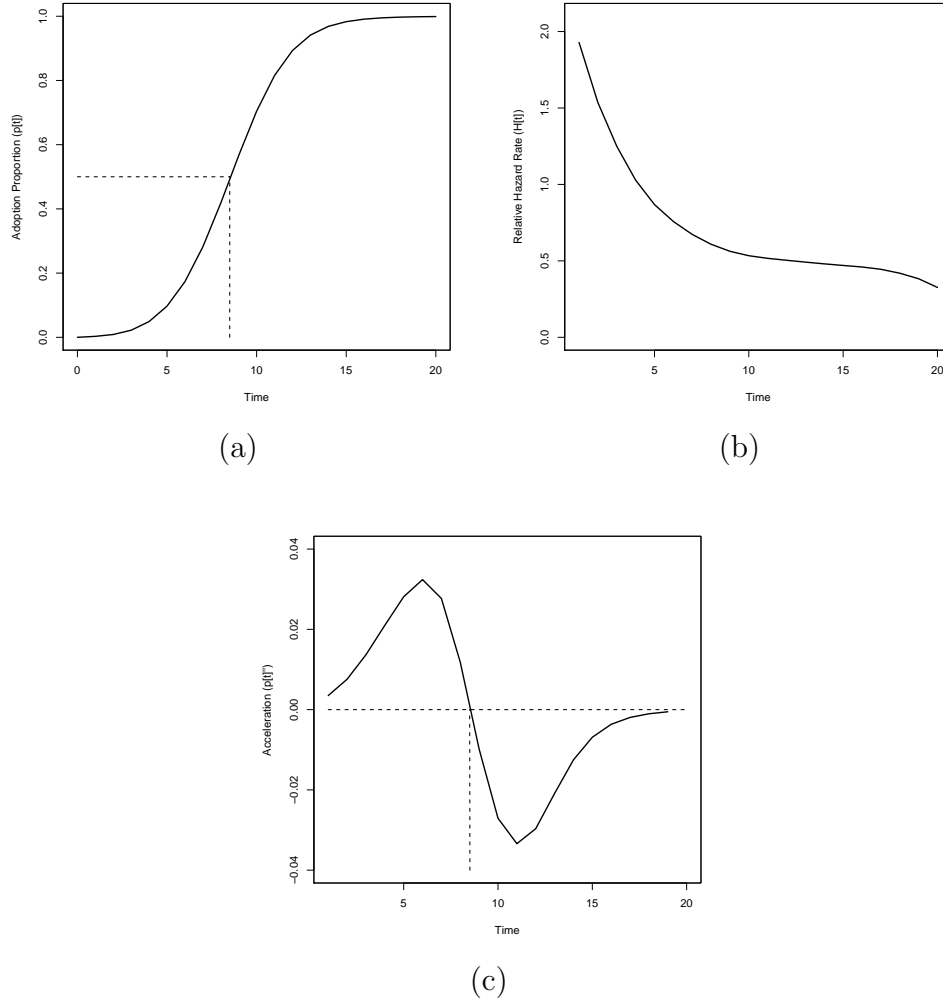 0.0 0.2 0.4 0.6 0.8 1.0
Adoption Proportion (p[t])
0 5 10 15 20
Time
(a)
0.0 0.5 1.0 1.5 2.0
Relative Hazard Rate (H[t])
5 10 15 20
Time
(b)
−0.04 −0.02 0.00 0.02 0.04
Acceleration (p[t]'')
5 10 15 20
Time
(c)